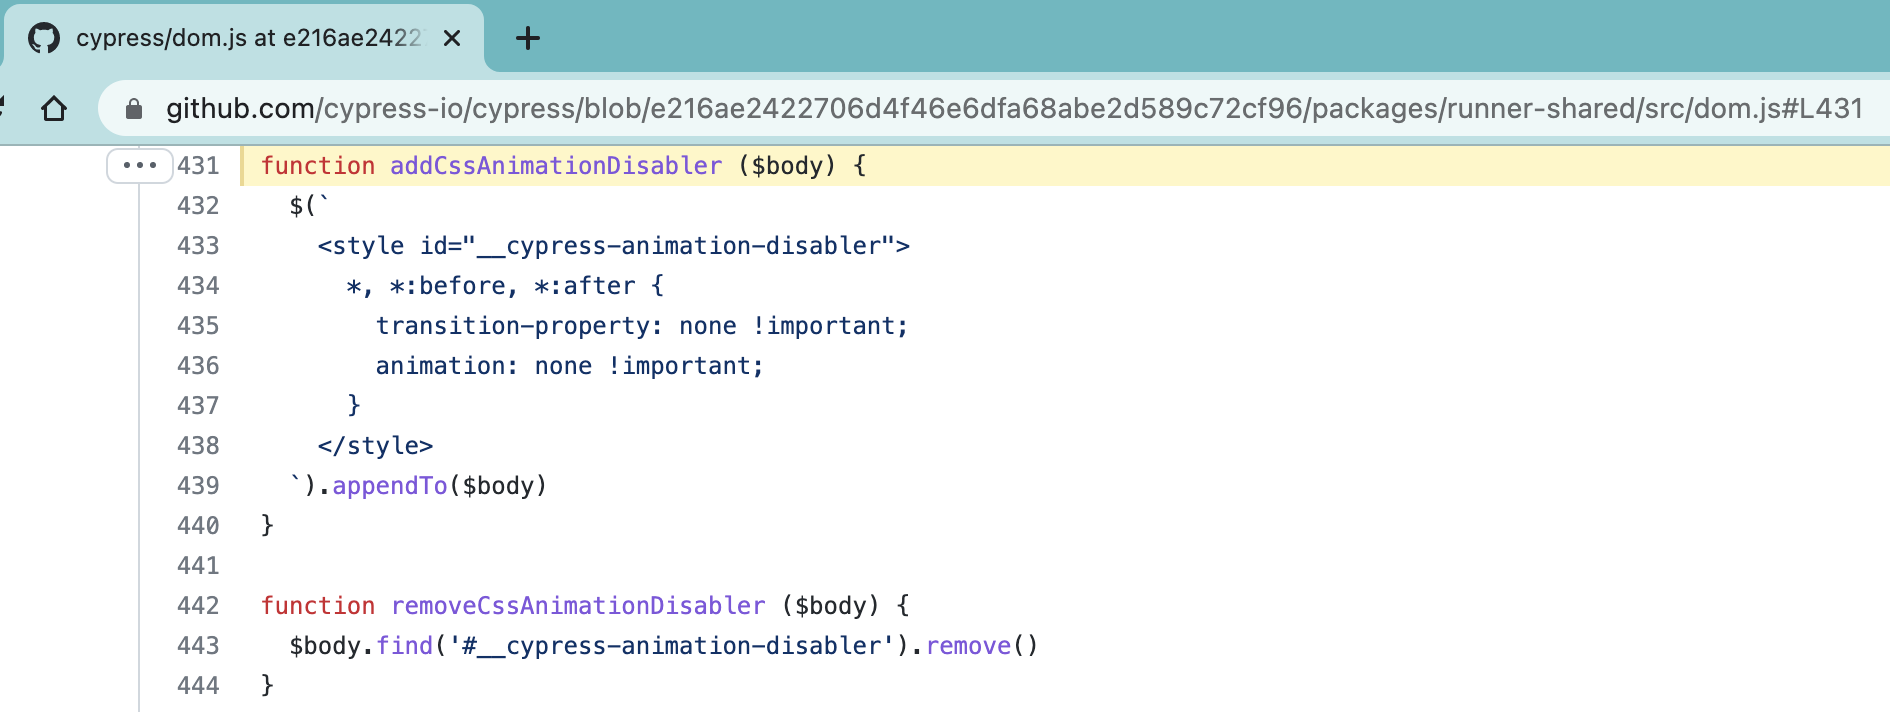 cypress/dom.js at e216ae2422
github.com/cypress-io/cypress/blob/e216ae2422706d4f46e6dfa68abe2d589c72cf96/packages/runner-shared/src/dom.js#L431
431 function addCssAnimationDisabler ($body) {
432   $(`
433     <style id="__cypress-animation-disabler">
434       *, *:before, *:after {
435         transition-property: none !important;
436         animation: none !important;
437       }
438     </style>
439   `).appendTo($body)
440 }
441
442 function removeCssAnimationDisabler ($body) {
443   $body.find('#__cypress-animation-disabler').remove()
444 }